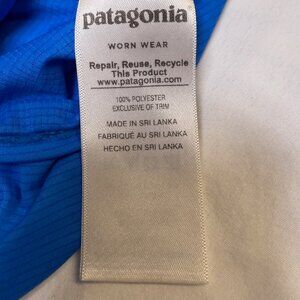 patagonia
WORN WEAR
Repair, Reuse, Recycle
This Product
www.patagonia.com
100% POLYESTER
EXCLUSIVE OF TRIM
MADE IN SRI LANKA
FABRIQUÉ AU SRI LANKA
HECHO EN SRI LANKA